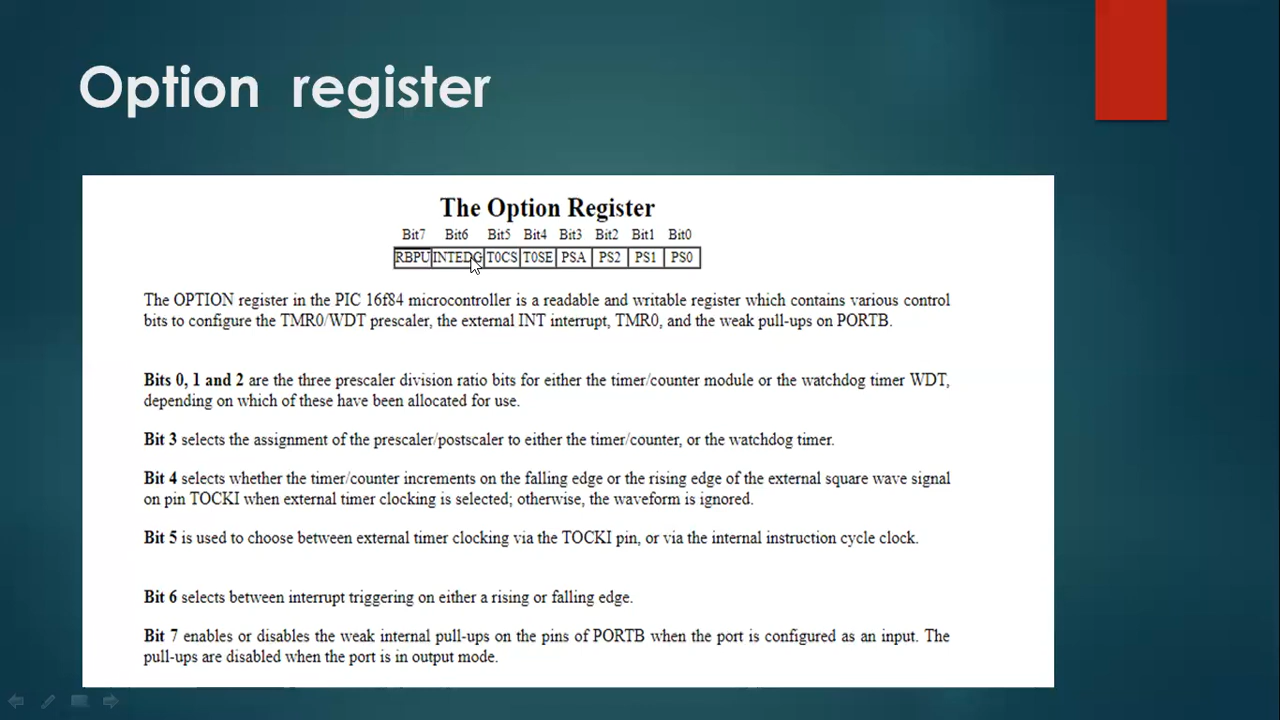 Option register
The Option Register
Bit7 Bit6 Bit5 Bit4 Bit3 Bit2 Bit1 Bit0
RBPU INTEDG T0CS T0SE PSA PS2 PS1 PS0
The OPTION register in the PIC 16f84 microcontroller is a readable and writable register which contains various control
bits to configure the TMR0/WDT prescaler, the external INT interrupt, TMR0, and the weak pull-ups on PORTB.
Bits 0, 1 and 2 are the three prescaler division ratio bits for either the timer/counter module or the watchdog timer WDT,
depending on which of these have been allocated for use.
Bit 3 selects the assignment of the prescaler/postscaler to either the timer/counter, or the watchdog timer.
Bit 4 selects whether the timer/counter increments on the falling edge or the rising edge of the external square wave signal
on pin TOCKI when external timer clocking is selected; otherwise, the waveform is ignored.
Bit 5 is used to choose between external timer clocking via the TOCKI pin, or via the internal instruction cycle clock.
Bit 6 selects between interrupt triggering on either a rising or falling edge.
Bit 7 enables or disables the weak internal pull-ups on the pins of PORTB when the port is configured as an input. The
pull-ups are disabled when the port is in output mode.